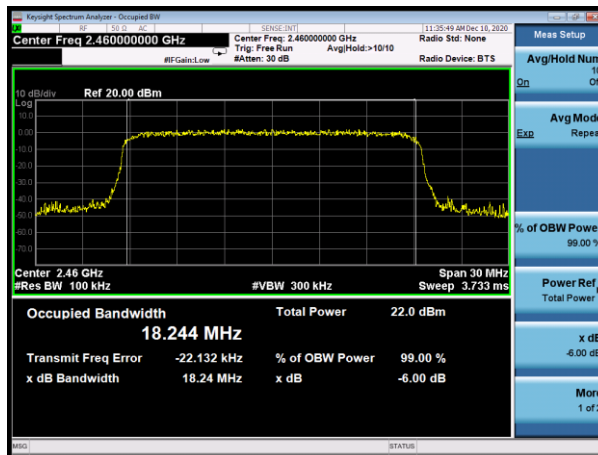 Keysight Spectrum Analyzer - Occupied BW
RF 50 Ω AC SENSE:INT 11:35:49 AM Dec 18, 2020
Center Freq 2.460000000 GHz
Center Freq: 2.460000000 GHz
Radio Std: None
Trig: Free Run Avg|Hold:>10/10
#IFGain:Low #Atten: 30 dB Radio Device: BTS
10 dB/div Ref 20.00 dBm
Log
10.0
0.00
-10.0
-20.0
-30.0
-40.0
-50.0
-60.0
-70.0
Center 2.46 GHz Span 30 MHz
#Res BW 100 kHz #VBW 300 kHz Sweep 3.733 ms
Occupied Bandwidth Total Power 22.0 dBm
18.244 MHz
Transmit Freq Error -22.132 kHz % of OBW Power 99.00 %
x dB Bandwidth 18.24 MHz x dB -6.00 dB
MSG STATUS
Meas Setup
Avg/Hold Num
10
On Of
Avg Mode
Exp Repea
% of OBW Power
99.00 %
Power Ref
Total Power
x dB
-6.00 dB
More
1 of 2